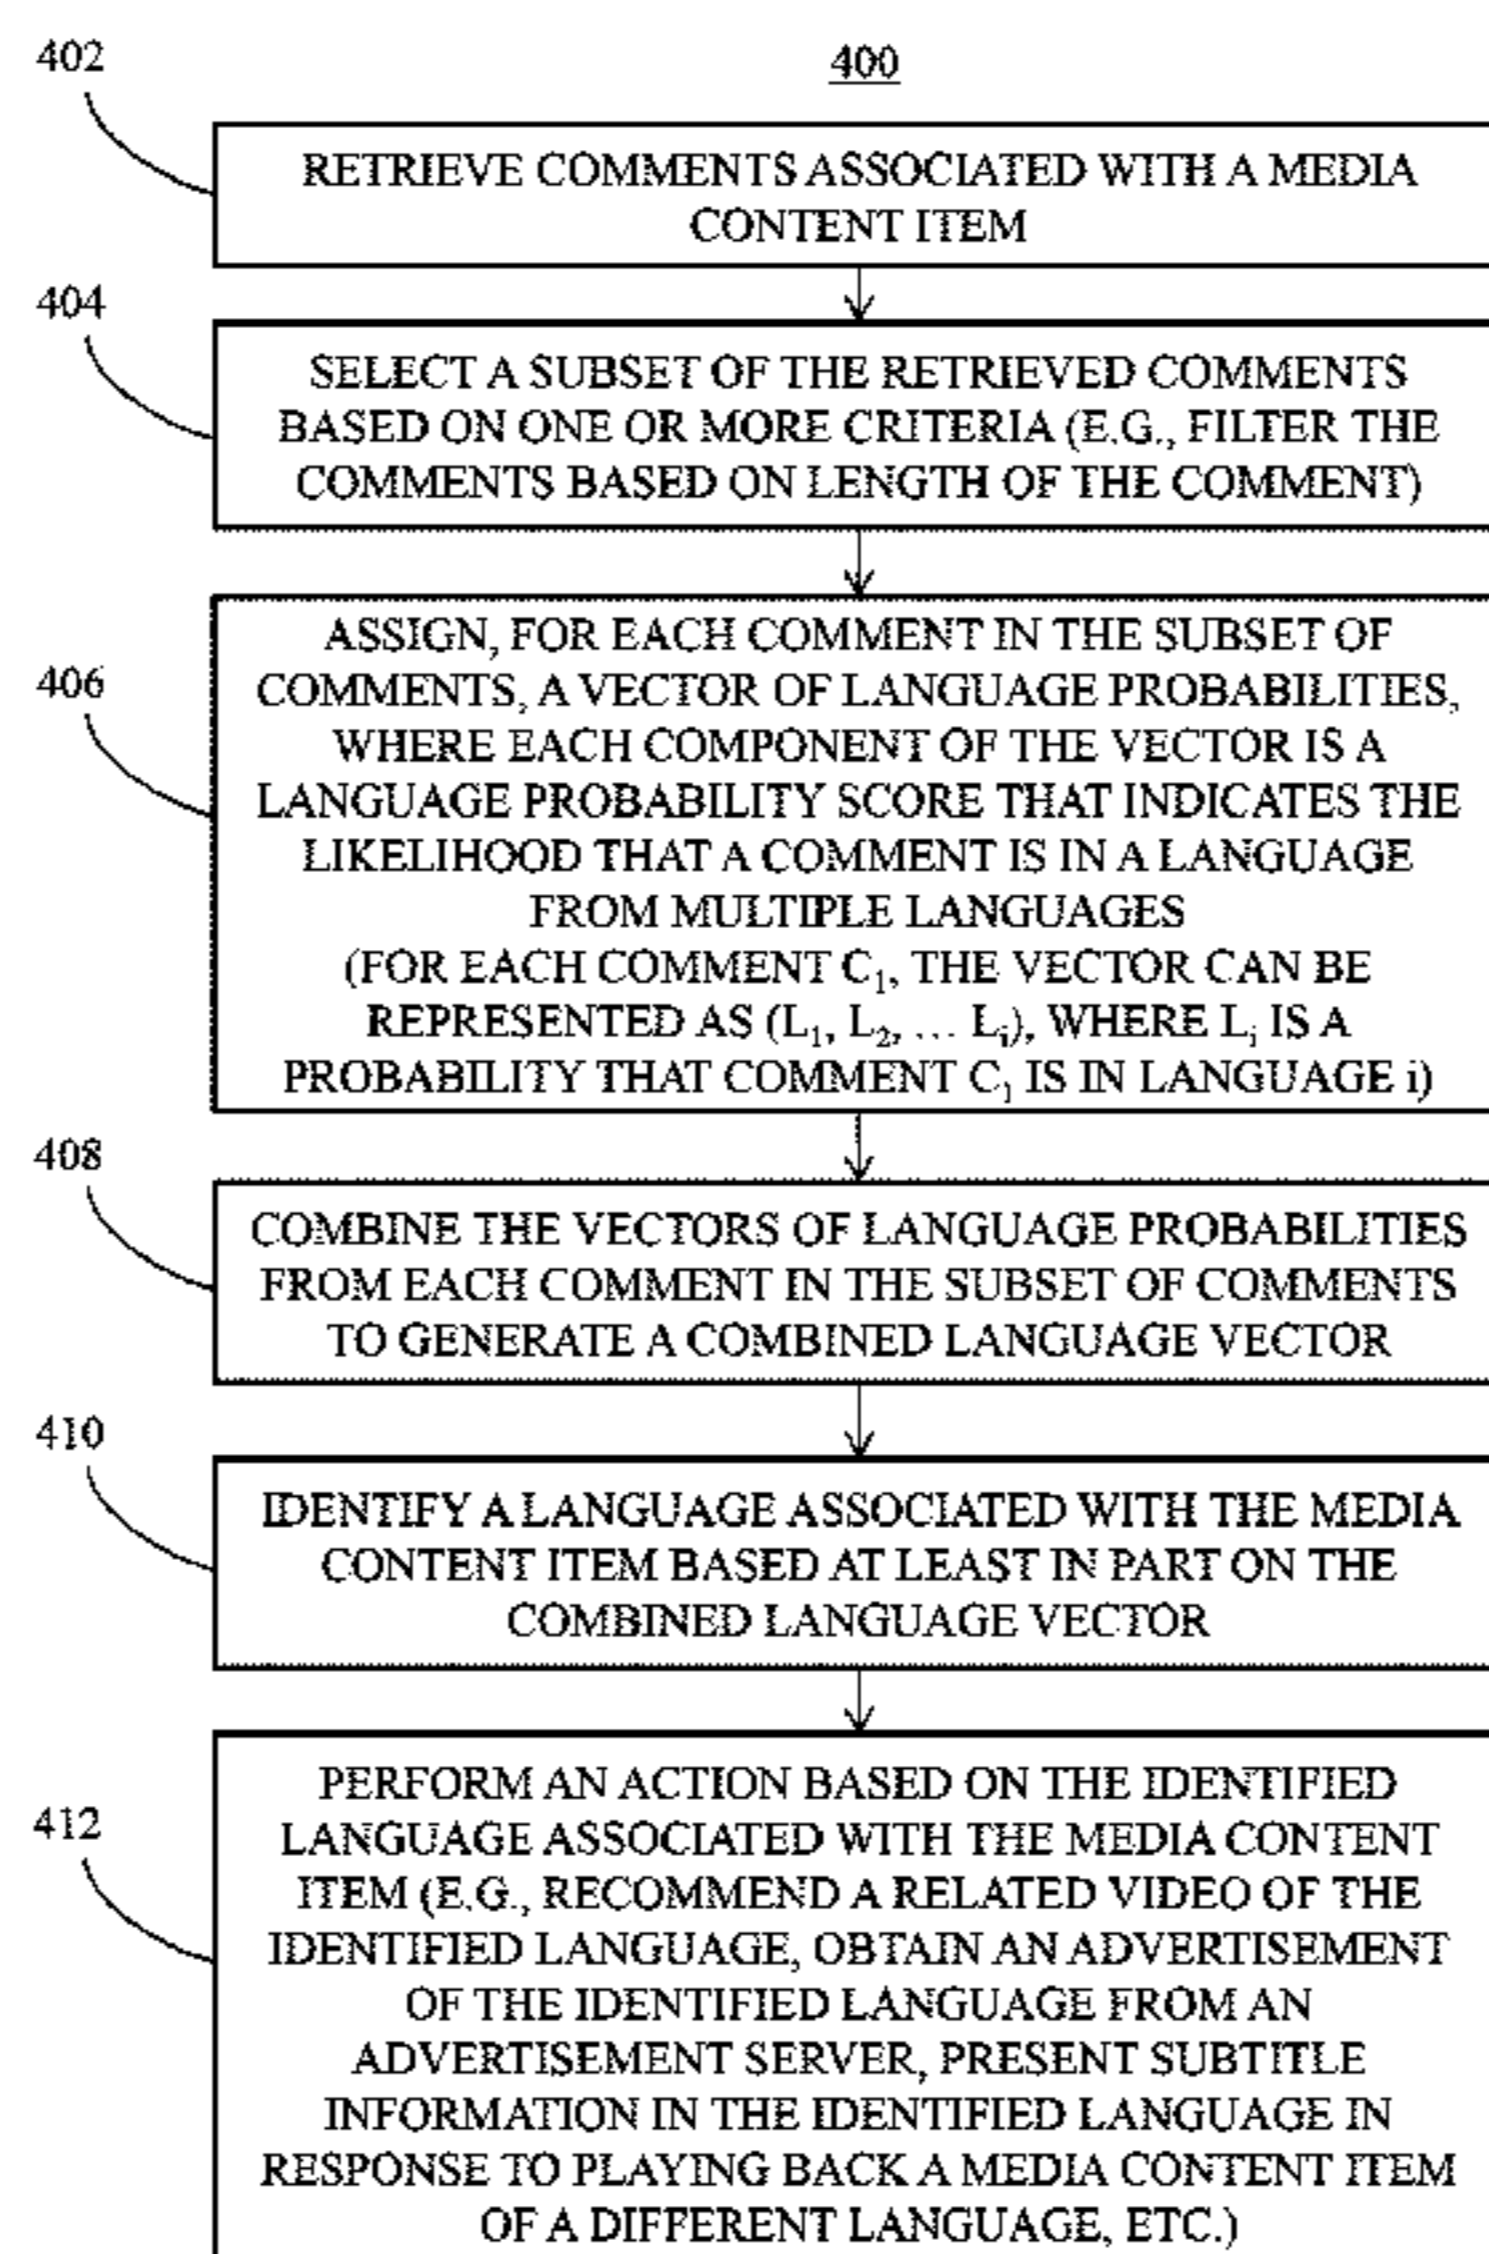 402
400
RETRIEVE COMMENTS ASSOCIATED WITH A MEDIA
CONTENT ITEM
404
SELECT A SUBSET OF THE RETRIEVED COMMENTS
BASED ON ONE OR MORE CRITERIA (E.G., FILTER THE
COMMENTS BASED ON LENGTH OF THE COMMENT)
406
ASSIGN, FOR EACH COMMENT IN THE SUBSET OF
COMMENTS, A VECTOR OF LANGUAGE PROBABILITIES,
WHERE EACH COMPONENT OF THE VECTOR IS A
LANGUAGE PROBABILITY SCORE THAT INDICATES THE
LIKELIHOOD THAT A COMMENT IS IN A LANGUAGE
FROM MULTIPLE LANGUAGES
(FOR EACH COMMENT C₁, THE VECTOR CAN BE
REPRESENTED AS (L₁, L₂, … Lᵢ), WHERE Lᵢ IS A
PROBABILITY THAT COMMENT C₁ IS IN LANGUAGE i)
408
COMBINE THE VECTORS OF LANGUAGE PROBABILITIES
FROM EACH COMMENT IN THE SUBSET OF COMMENTS
TO GENERATE A COMBINED LANGUAGE VECTOR
410
IDENTIFY A LANGUAGE ASSOCIATED WITH THE MEDIA
CONTENT ITEM BASED AT LEAST IN PART ON THE
COMBINED LANGUAGE VECTOR
412
PERFORM AN ACTION BASED ON THE IDENTIFIED
LANGUAGE ASSOCIATED WITH THE MEDIA CONTENT
ITEM (E.G., RECOMMEND A RELATED VIDEO OF THE
IDENTIFIED LANGUAGE, OBTAIN AN ADVERTISEMENT
OF THE IDENTIFIED LANGUAGE FROM AN
ADVERTISEMENT SERVER, PRESENT SUBTITLE
INFORMATION IN THE IDENTIFIED LANGUAGE IN
RESPONSE TO PLAYING BACK A MEDIA CONTENT ITEM
OF A DIFFERENT LANGUAGE, ETC.)